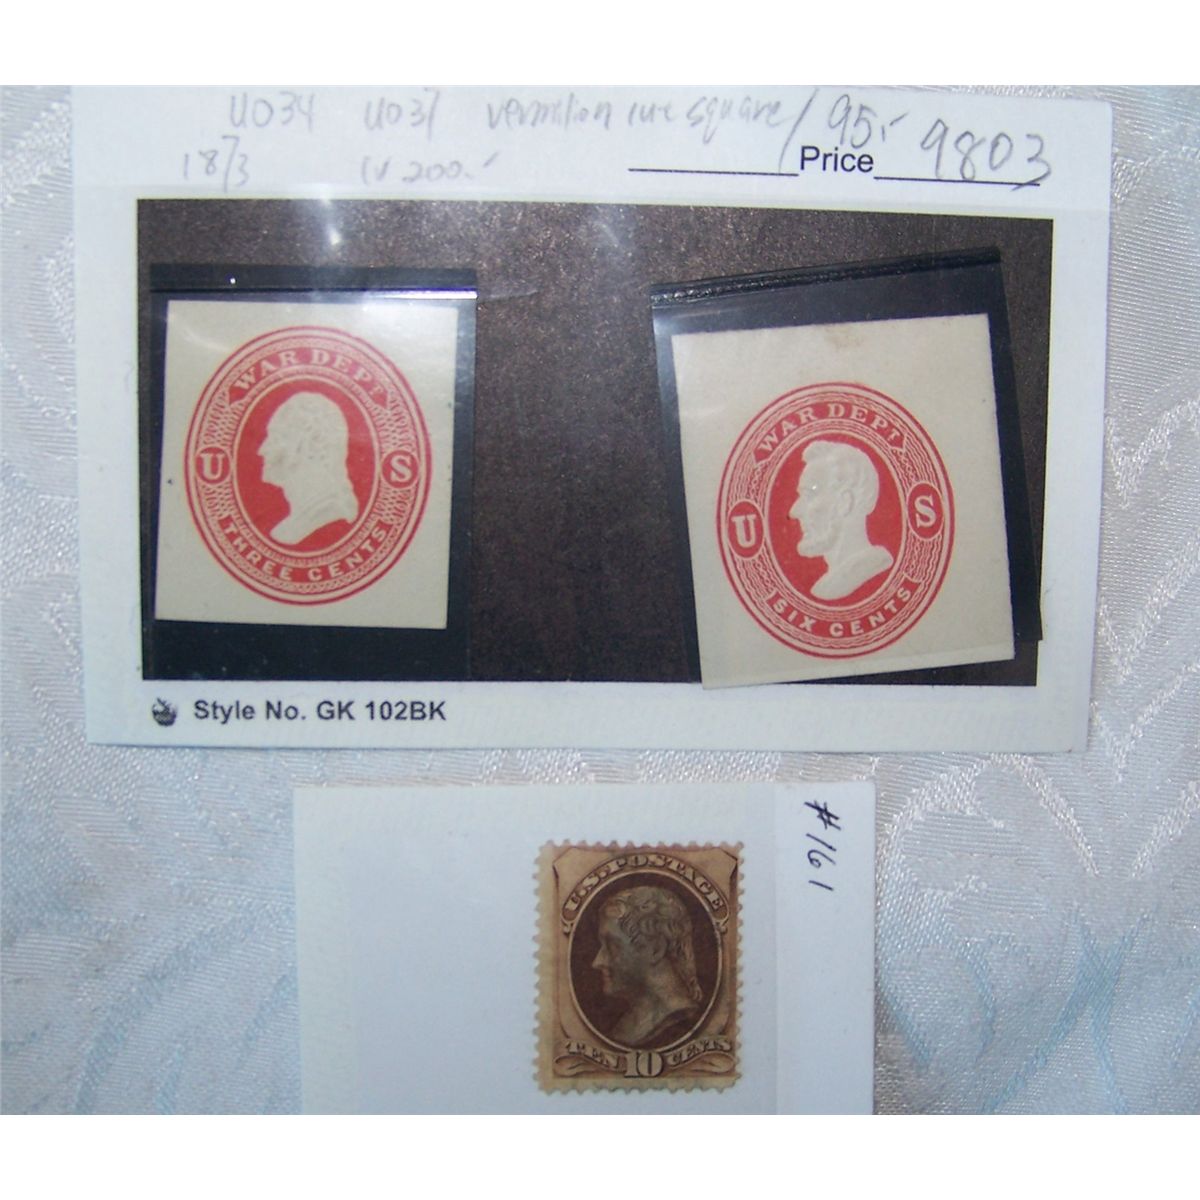 UO34 UO37 vermilion cut square / 95.-
1873 CV 200.- Price 9803
WAR DEPT
U S
THREE CENTS
WAR DEPT.
U S
SIX CENTS
Style No. GK 102BK
#161
U.S. POSTAGE
TEN 10 CENTS